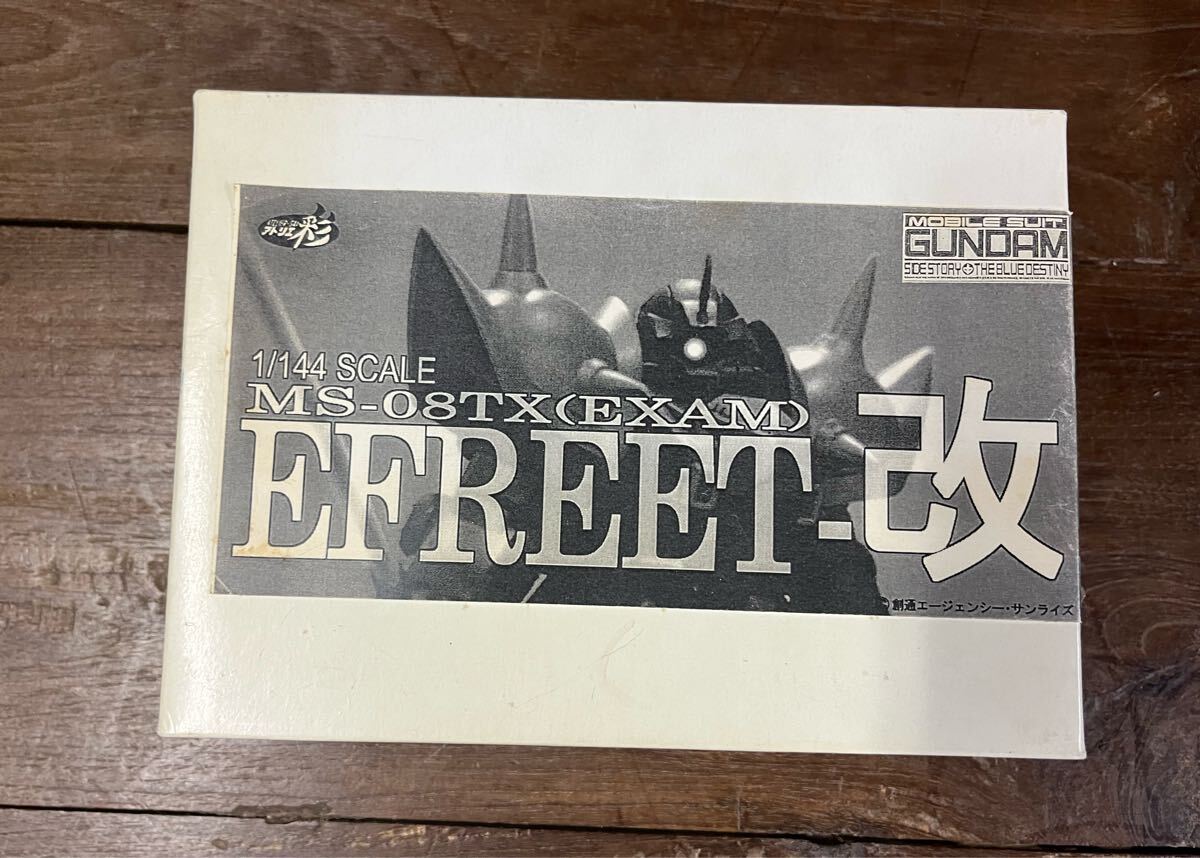 アトリエ彩
MOBILE SUIT
GUNDAM
SIDE STORY THE BLUE DESTINY
1/144 SCALE
MS-08TX(EXAM)
EFREET-改
創通エージェンシー・サンライズ